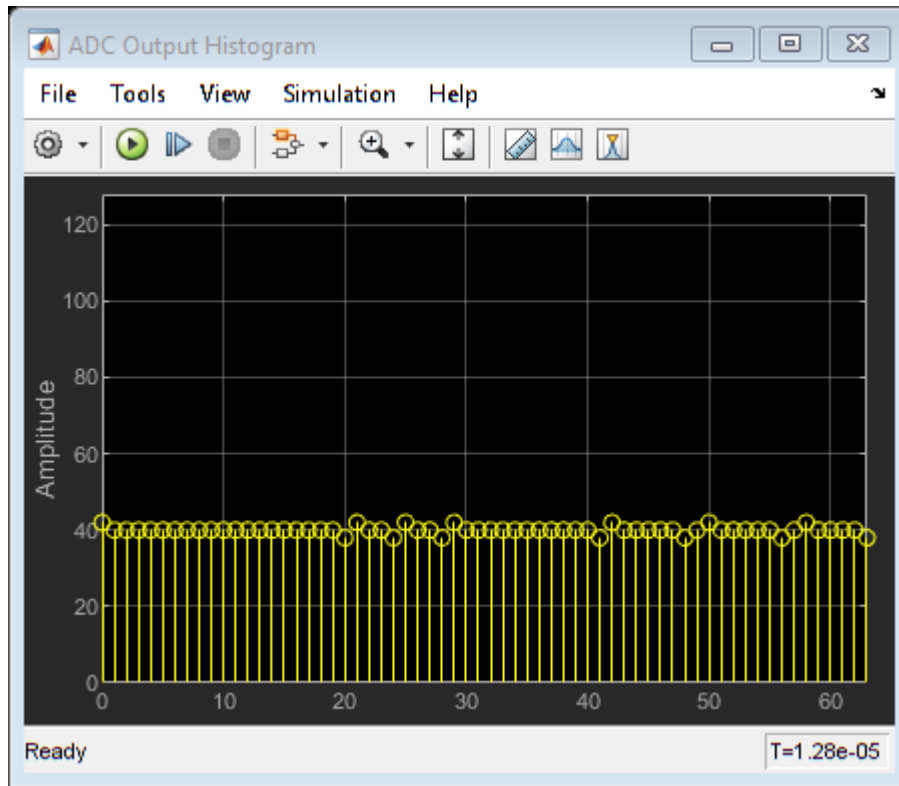 ADC Output Histogram
File Tools View Simulation Help
120
100
80
60
40
20
0
Amplitude
0 10 20 30 40 50 60
Ready T=1.28e-05